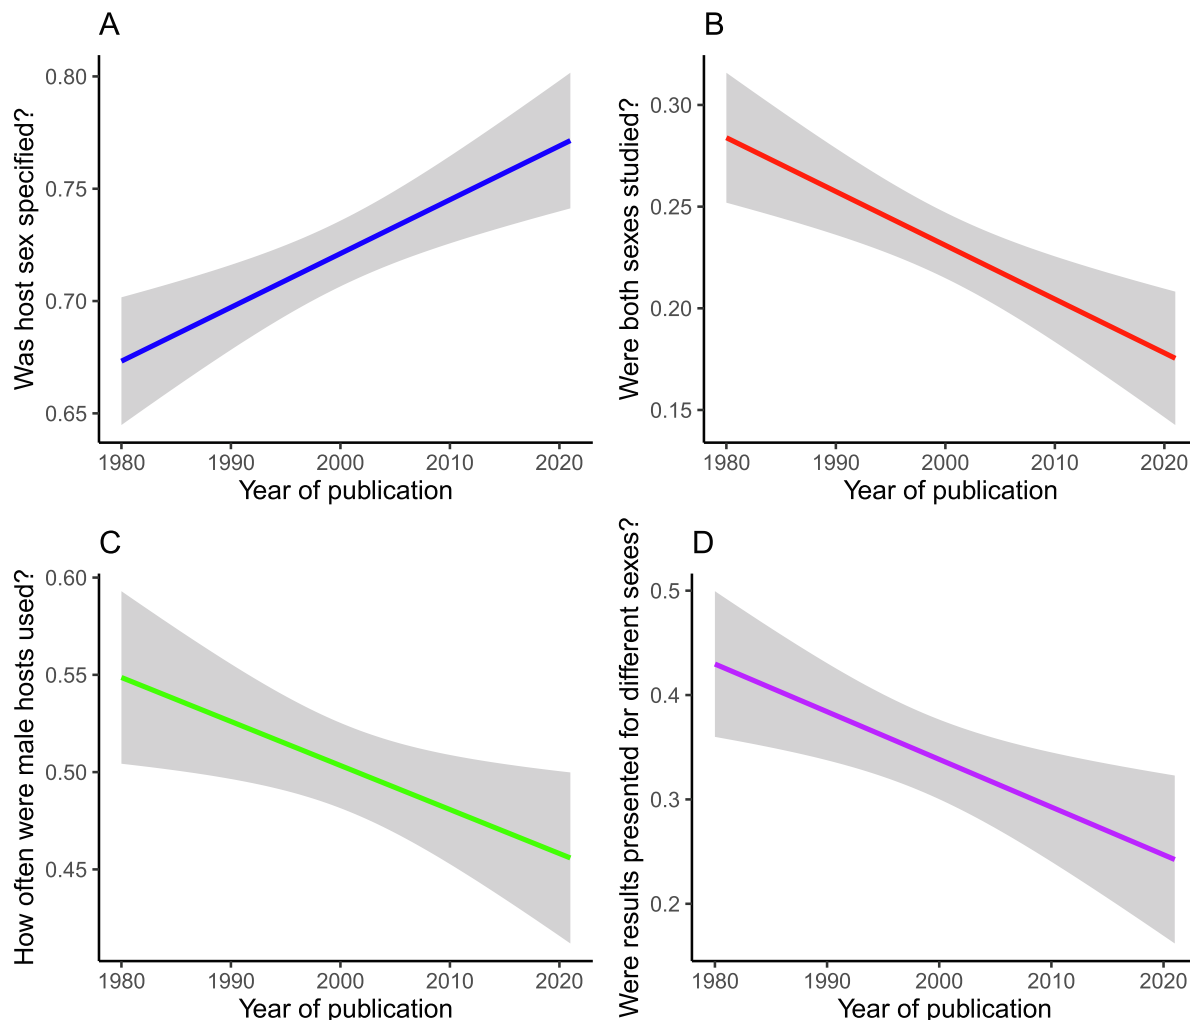 A
Was host sex specified?
0.80
0.75
0.70
0.65
1980 1990 2000 2010 2020
Year of publication
B
Were both sexes studied?
0.30
0.25
0.20
0.15
1980 1990 2000 2010 2020
Year of publication
C
How often were male hosts used?
0.60
0.55
0.50
0.45
1980 1990 2000 2010 2020
Year of publication
D
Were results presented for different sexes?
0.5
0.4
0.3
0.2
1980 1990 2000 2010 2020
Year of publication